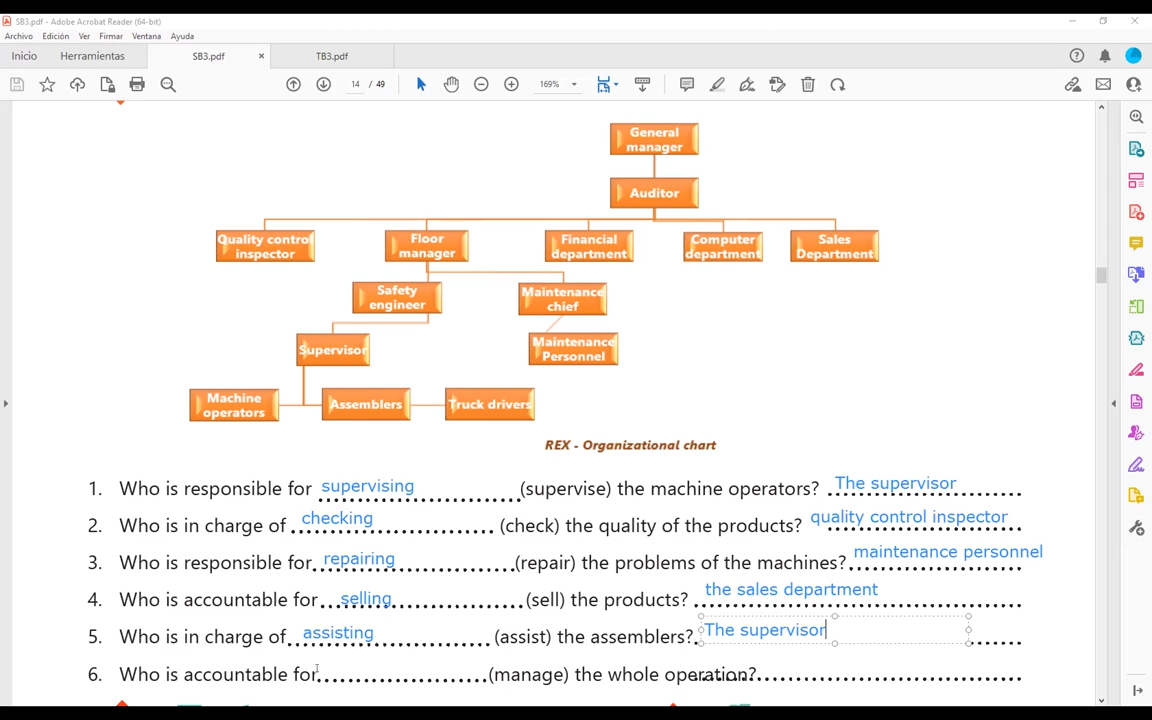 SB3.pdf - Adobe Acrobat Reader (64-bit)
Archivo Edición Ver Firmar Ventana Ayuda
Inicio Herramientas SB3.pdf × TB3.pdf
14 / 49 169%
General
manager
Auditor
Quality control
inspector
Floor
manager
Financial
department
Computer
department
Sales
Department
Safety
engineer
Maintenance
chief
Supervisor
Maintenance
Personnel
Machine
operators
Assemblers
Truck drivers
REX - Organizational chart
1. Who is responsible for supervising (supervise) the machine operators? The supervisor
2. Who is in charge of checking (check) the quality of the products? quality control inspector
3. Who is responsible for repairing (repair) the problems of the machines? maintenance personnel
4. Who is accountable for selling (sell) the products? the sales department
5. Who is in charge of assisting (assist) the assemblers? The supervisor
6. Who is accountable for (manage) the whole operation?